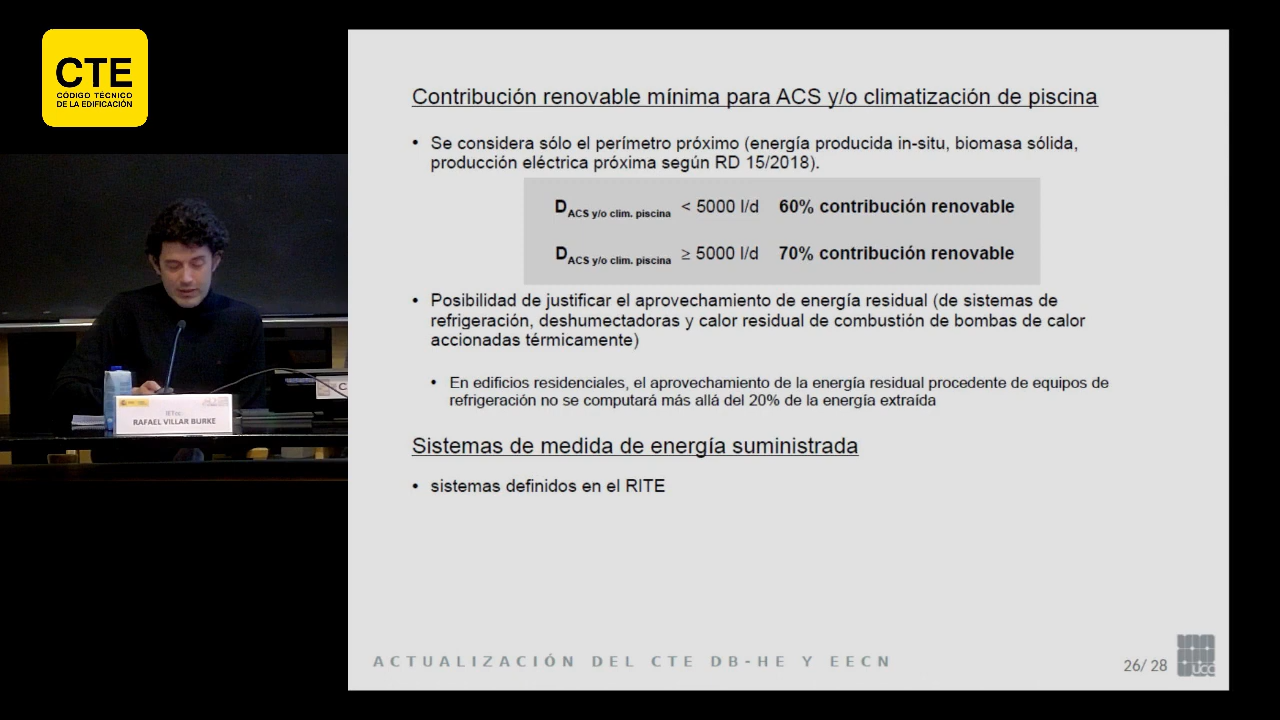 CTE
CÓDIGO TÉCNICO
DE LA EDIFICACIÓN
Contribución renovable mínima para ACS y/o climatización de piscina
• Se considera sólo el perímetro próximo (energía producida in-situ, biomasa sólida,
producción eléctrica próxima según RD 15/2018).
D ACS y/o clim. piscina < 5000 l/d 60% contribución renovable
D ACS y/o clim. piscina ≥ 5000 l/d 70% contribución renovable
• Posibilidad de justificar el aprovechamiento de energía residual (de sistemas de
refrigeración, deshumectadoras y calor residual de combustión de bombas de calor
accionadas térmicamente)
• En edificios residenciales, el aprovechamiento de la energía residual procedente de equipos de
refrigeración no se computará más allá del 20% de la energía extraída
Sistemas de medida de energía suministrada
• sistemas definidos en el RITE
RAFAEL VILLAR BURKE
ACTUALIZACIÓN DEL CTE DB-HE Y EECN
26/ 28